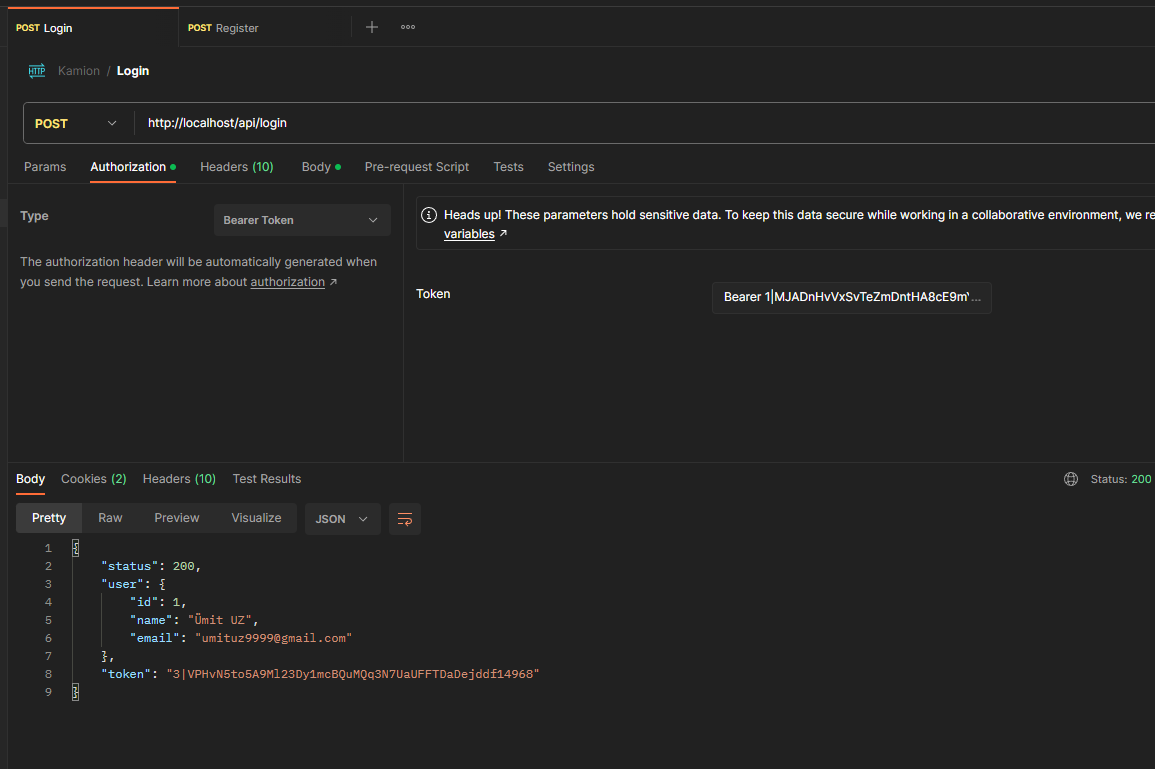 POST Login
POST Register
HTTP Kamion / Login
POST http://localhost/api/login
Params Authorization Headers (10) Body Pre-request Script Tests Settings
Type Bearer Token
The authorization header will be automatically generated when
you send the request. Learn more about authorization ↗
Heads up! These parameters hold sensitive data. To keep this data secure while working in a collaborative environment, we re
variables ↗
Token Bearer 1|MJADnHvVxSvTeZmDntHA8cE9m...
Body Cookies (2) Headers (10) Test Results Status: 200
Pretty Raw Preview Visualize JSON
1 {
2 "status": 200,
3 "user": {
4 "id": 1,
5 "name": "Ümit UZ",
6 "email": "umituz9999@gmail.com"
7 },
8 "token": "3|VPHvN5to5A9Ml23Dy1mcBQuMQq3N7UaUFFTDaDejddf14968"
9 }